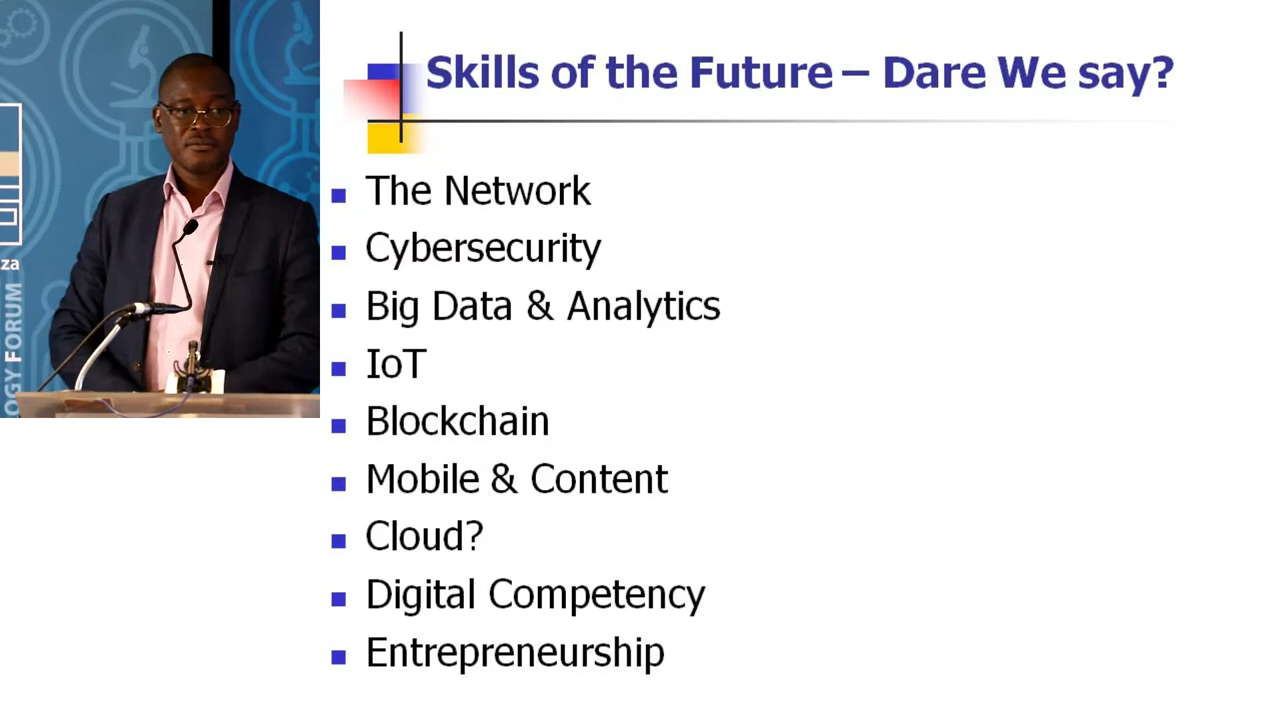 Skills of the Future – Dare We say?
The Network
Cybersecurity
Big Data & Analytics
IoT
Blockchain
Mobile & Content
Cloud?
Digital Competency
Entrepreneurship
za
OGY FORUM